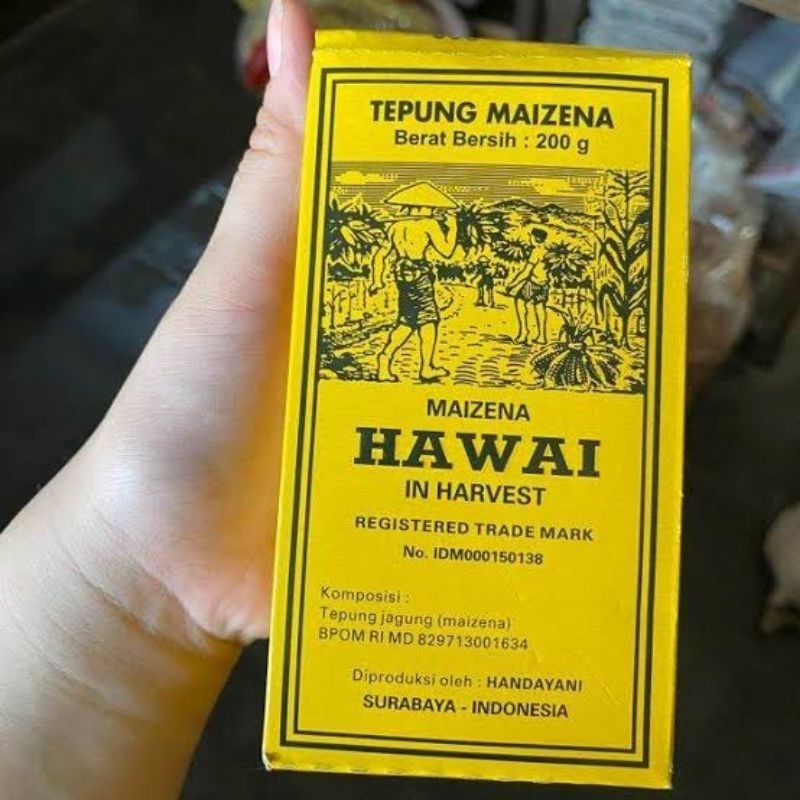 TEPUNG MAIZENA
Berat Bersih : 200 g
MAIZENA
HAWAI
IN HARVEST
REGISTERED TRADE MARK
No. IDM000150138
Komposisi :
Tepung jagung (maizena)
BPOM RI MD 829713001634
Diproduksi oleh : HANDAYANI
SURABAYA - INDONESIA